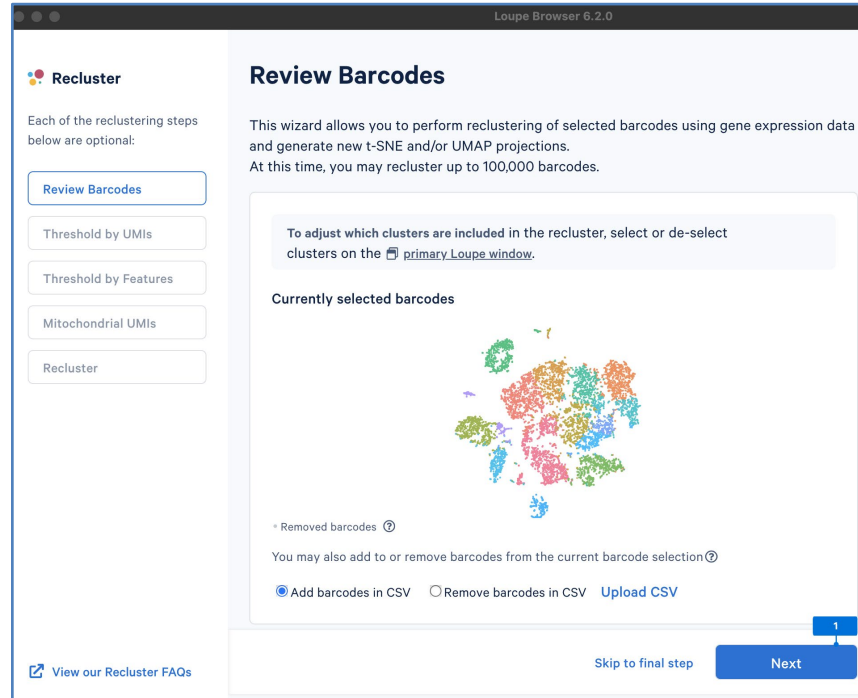 Loupe Browser 6.2.0
Recluster
Each of the reclustering steps
below are optional:
Review Barcodes
Threshold by UMIs
Threshold by Features
Mitochondrial UMIs
Recluster
View our Recluster FAQs
Review Barcodes
This wizard allows you to perform reclustering of selected barcodes using gene expression data
and generate new t-SNE and/or UMAP projections.
At this time, you may recluster up to 100,000 barcodes.
To adjust which clusters are included in the recluster, select or de-select
clusters on the primary Loupe window.
Currently selected barcodes
Removed barcodes ?
You may also add to or remove barcodes from the current barcode selection ?
Add barcodes in CSV Remove barcodes in CSV Upload CSV
1
Skip to final step Next